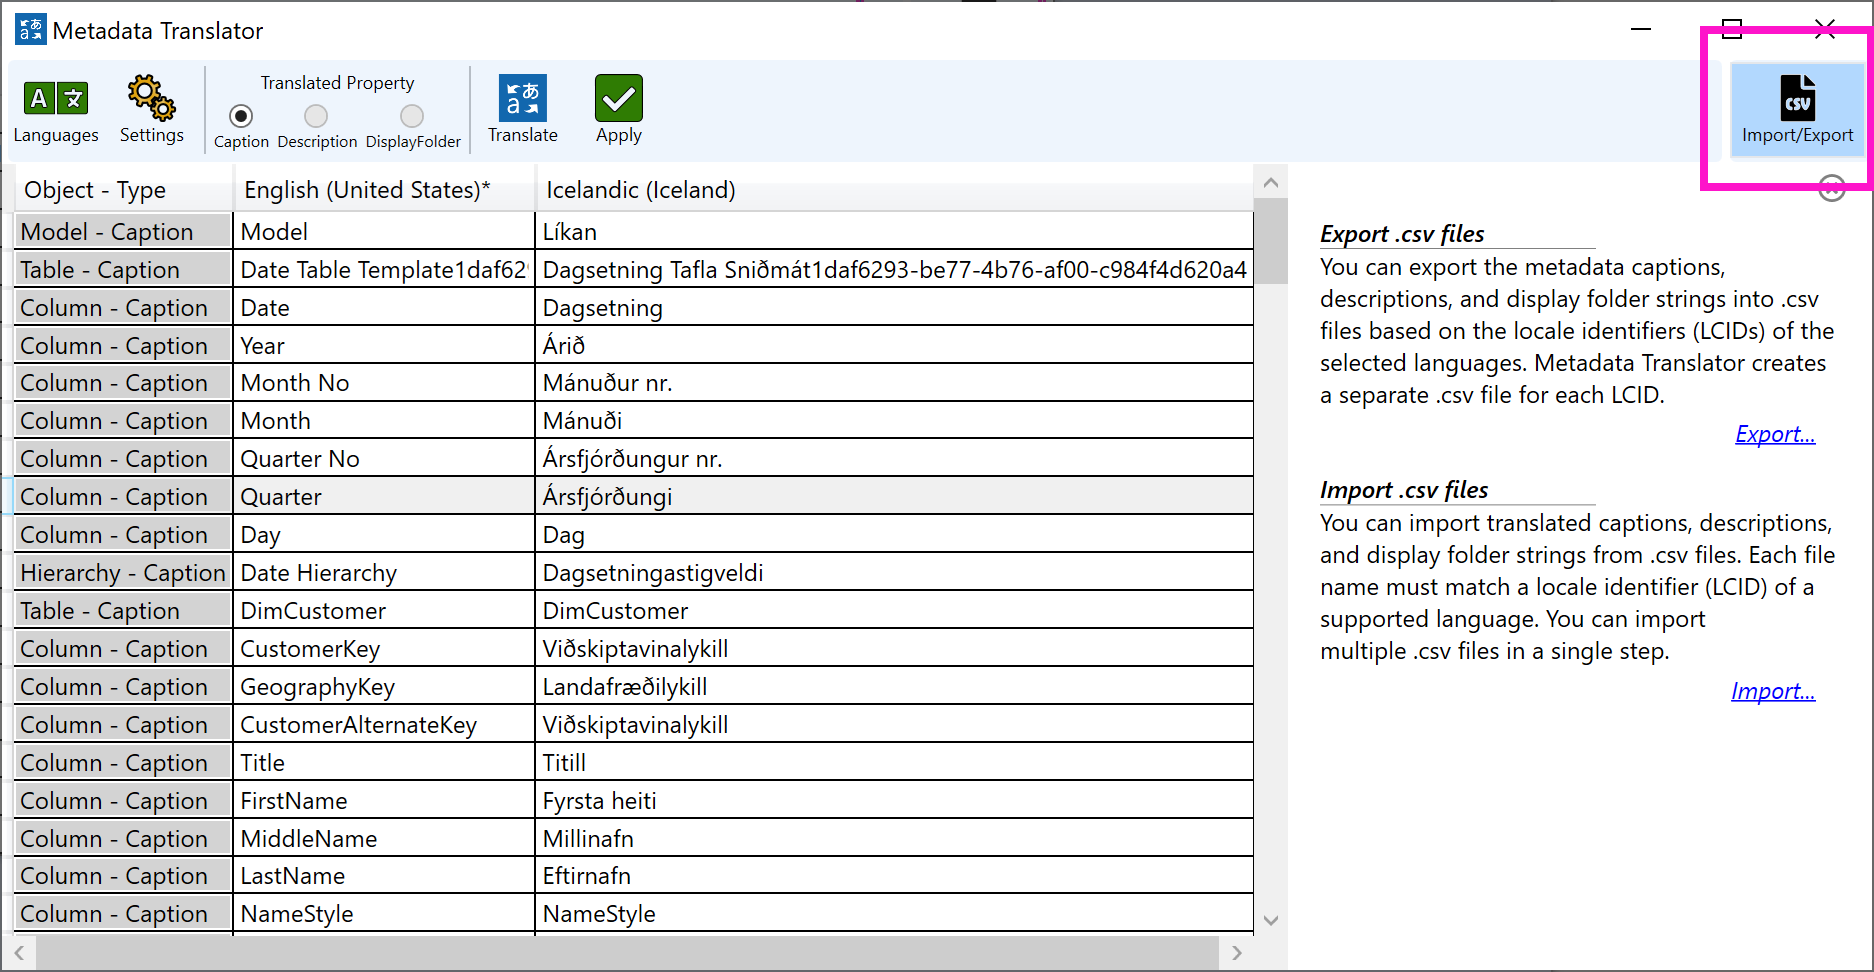 Metadata Translator
Languages
Settings
Translated Property
Caption Description DisplayFolder
Translate
Apply
CSV
Import/Export
Object - Type English (United States)* Icelandic (Iceland)
Model - Caption Model Líkan
Table - Caption Date Table Template1daf629 Dagsetning Tafla Sniðmát1daf6293-be77-4b76-af00-c984f4d620a4
Column - Caption Date Dagsetning
Column - Caption Year Árið
Column - Caption Month No Mánuður nr.
Column - Caption Month Mánuði
Column - Caption Quarter No Ársfjórðungur nr.
Column - Caption Quarter Ársfjórðungi
Column - Caption Day Dag
Hierarchy - Caption Date Hierarchy Dagsetningastigveldi
Table - Caption DimCustomer DimCustomer
Column - Caption CustomerKey Viðskiptavinalykill
Column - Caption GeographyKey Landafræðilykill
Column - Caption CustomerAlternateKey Viðskiptavinalykill
Column - Caption Title Titill
Column - Caption FirstName Fyrsta heiti
Column - Caption MiddleName Millinafn
Column - Caption LastName Eftirnafn
Column - Caption NameStyle NameStyle
Export .csv files
You can export the metadata captions,
descriptions, and display folder strings into .csv
files based on the locale identifiers (LCIDs) of the
selected languages. Metadata Translator creates
a separate .csv file for each LCID.
Export...
Import .csv files
You can import translated captions, descriptions,
and display folder strings from .csv files. Each file
name must match a locale identifier (LCID) of a
supported language. You can import
multiple .csv files in a single step.
Import...